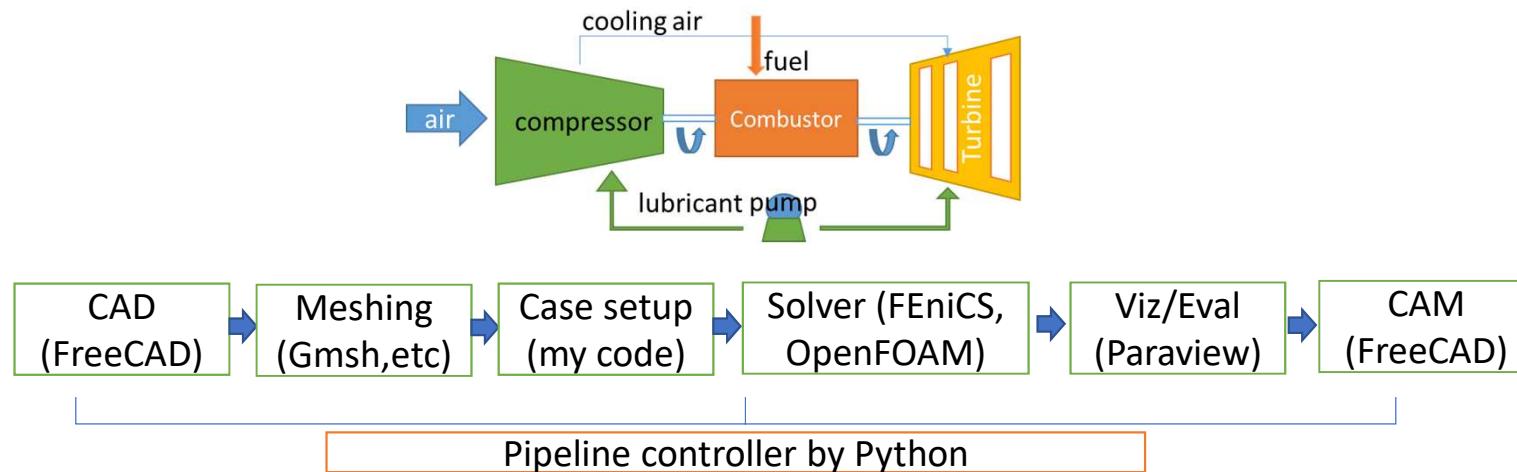 cooling air
fuel
air
compressor
Combustor
Turbine
lubricant pump
CAD
(FreeCAD)
Meshing
(Gmsh,etc)
Case setup
(my code)
Solver (FEniCS,
OpenFOAM)
Viz/Eval
(Paraview)
CAM
(FreeCAD)
Pipeline controller by Python